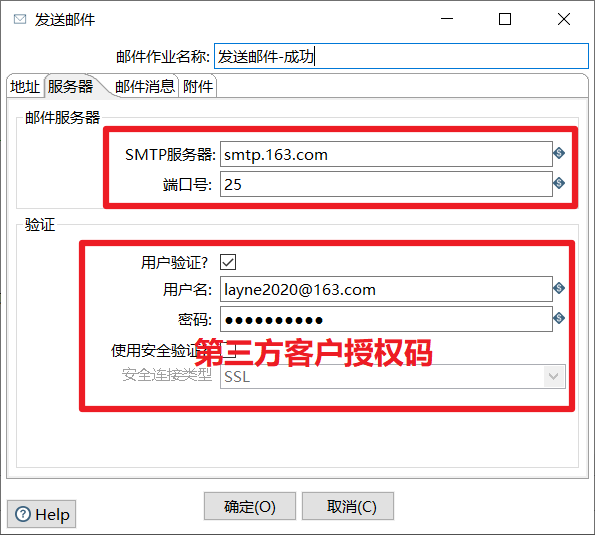 发送邮件
邮件作业名称: 发送邮件-成功
地址 服务器 邮件消息 附件
邮件服务器
SMTP服务器: smtp.163.com
端口号: 25
验证
用户验证?
用户名: layne2020@163.com
密码: ●●●●●●●●●●
使用安全验证?
第三方客户授权码
安全连接类型 SSL
Help 确定(O) 取消(C)